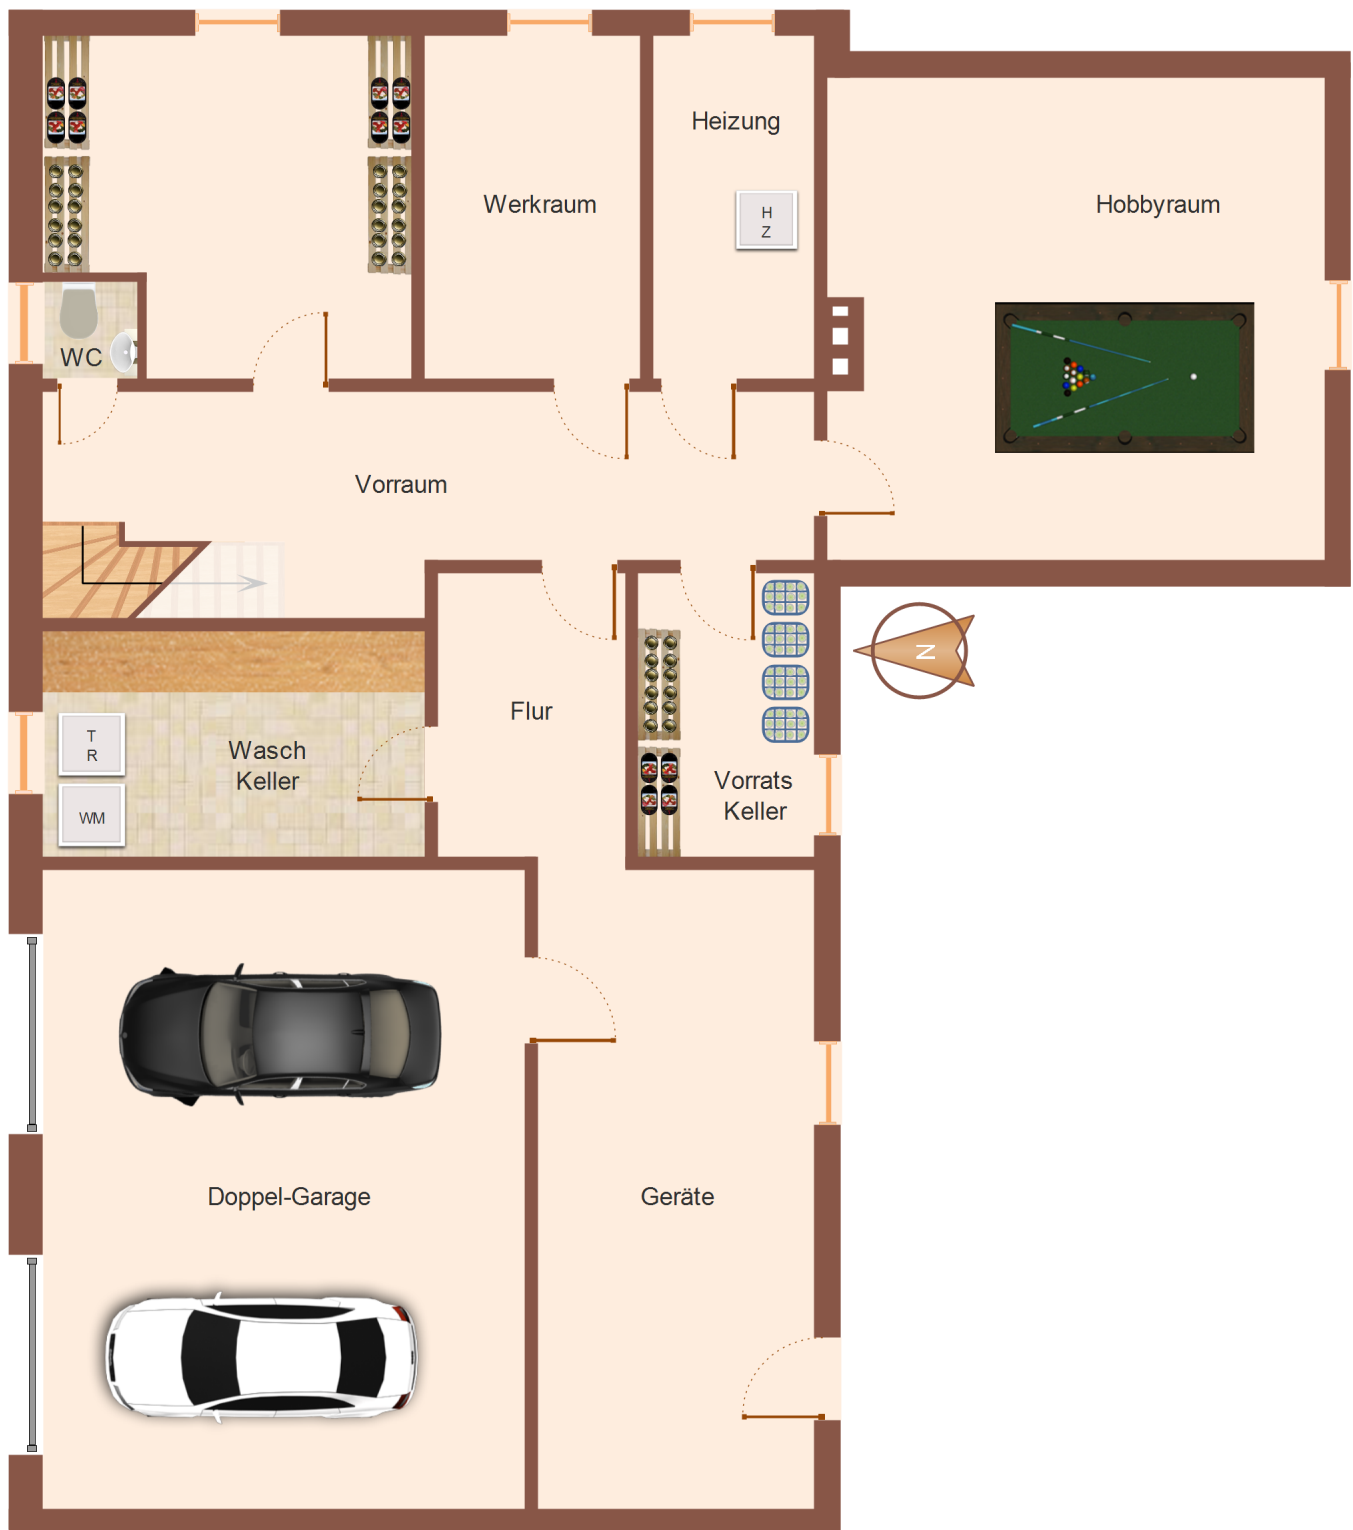 Heizung
Werkraum
Hobbyraum
H
Z
WC
Vorraum
N
Flur
T
R
Wasch
Keller
Vorrats
Keller
WM
Doppel-Garage
Geräte